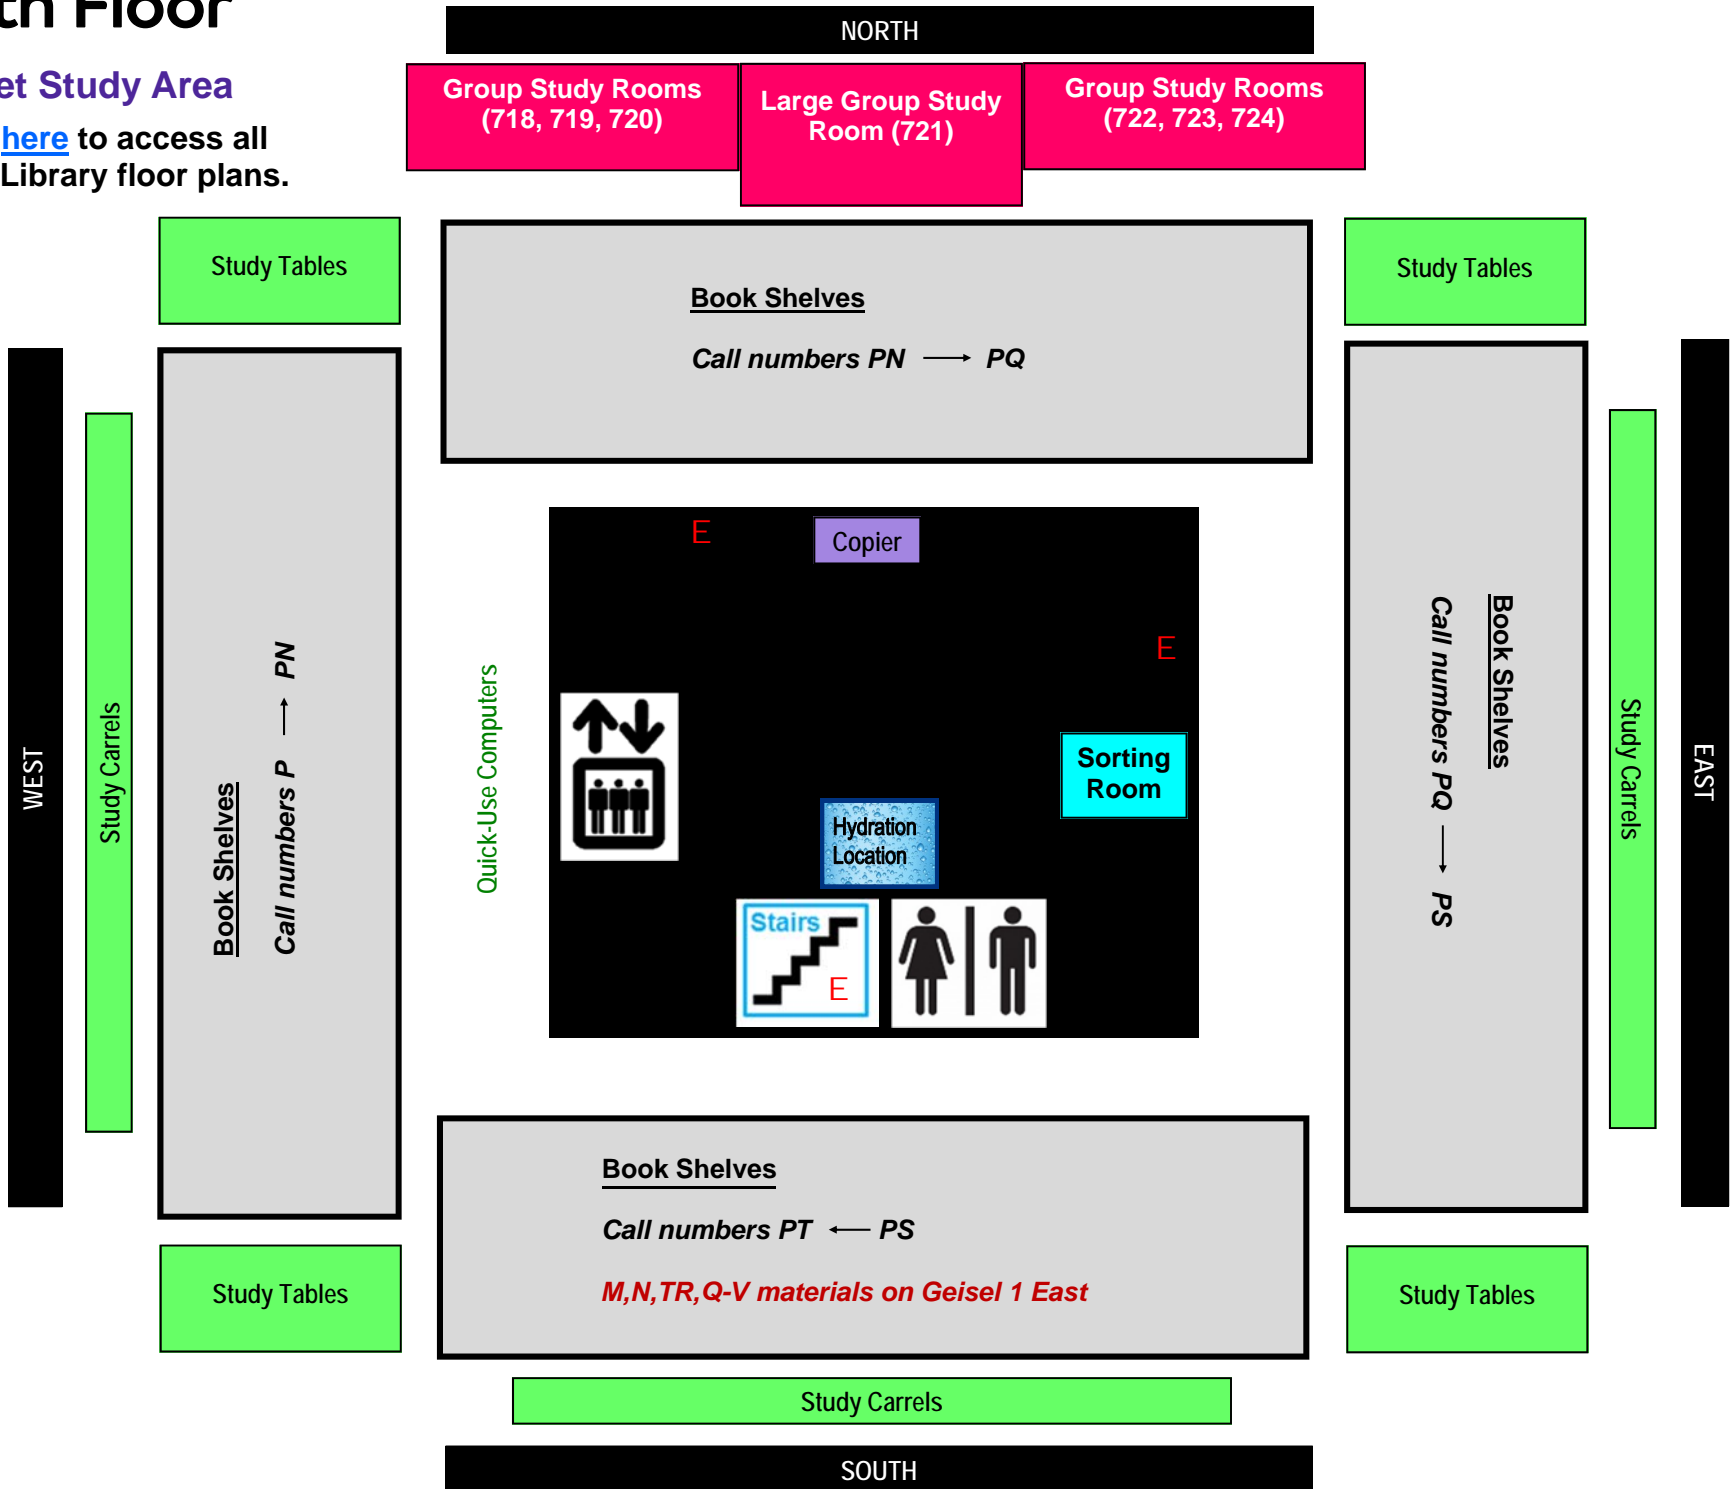 th Floor
et Study Area
here to access all
Library floor plans.
NORTH
Group Study Rooms
(718, 719, 720)
Large Group Study
Room (721)
Group Study Rooms
(722, 723, 724)
Study Tables
Study Tables
Book Shelves
Call numbers PN → PQ
WEST
Study Carrels
Book Shelves
Call numbers P → PN
Quick-Use Computers
E
Copier
E
Sorting
Room
Hydration
Location
Stairs
E
Book Shelves
Call numbers PQ → PS
Study Carrels
EAST
Book Shelves
Call numbers PT ← PS
M,N,TR,Q-V materials on Geisel 1 East
Study Tables
Study Tables
Study Carrels
SOUTH